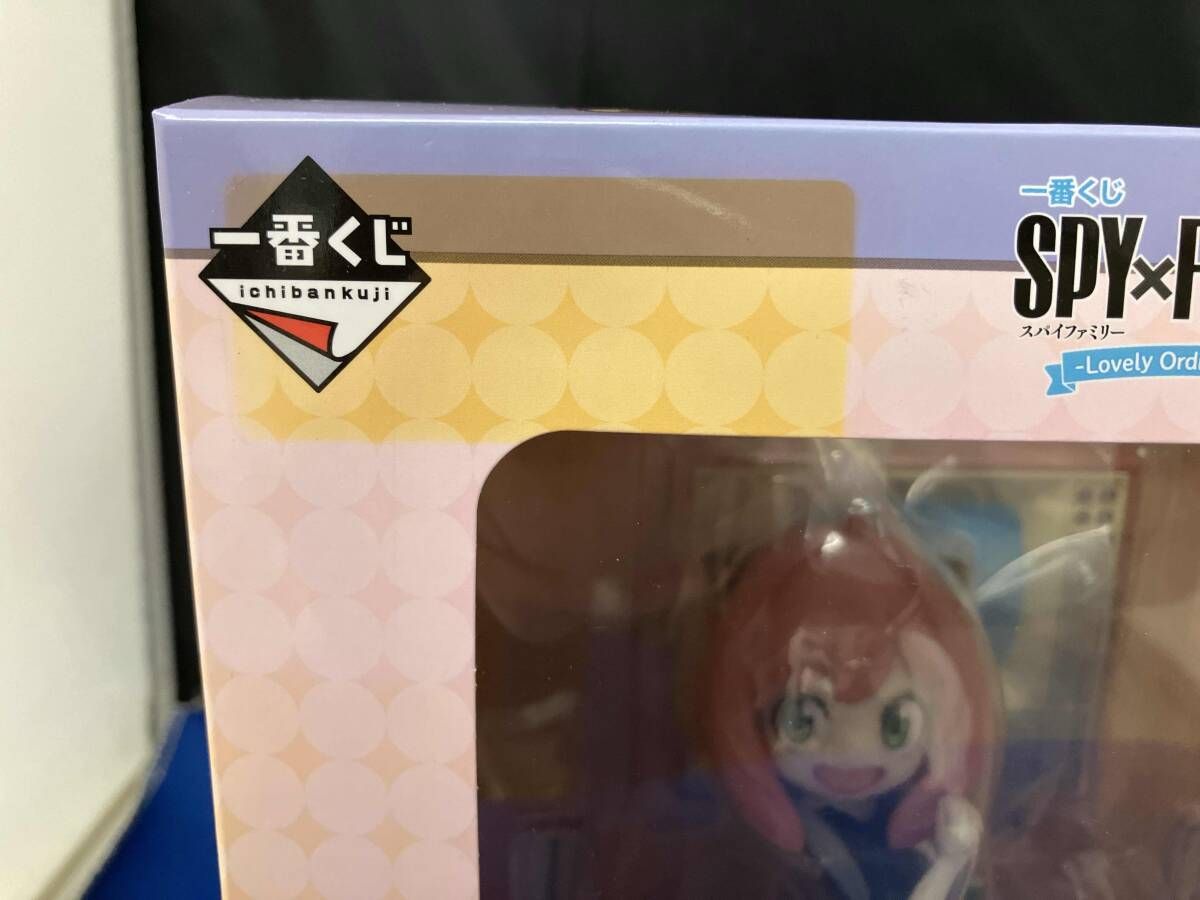 一番くじ
ichibankuji
一番くじ
SPY×F
スパイファミリー
-Lovely Ord